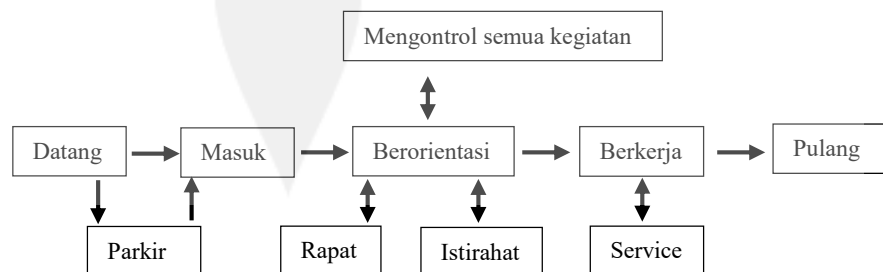 Mengontrol semua kegiatan
Datang
Masuk
Berorientasi
Berkerja
Pulang
Parkir
Rapat
Istirahat
Service